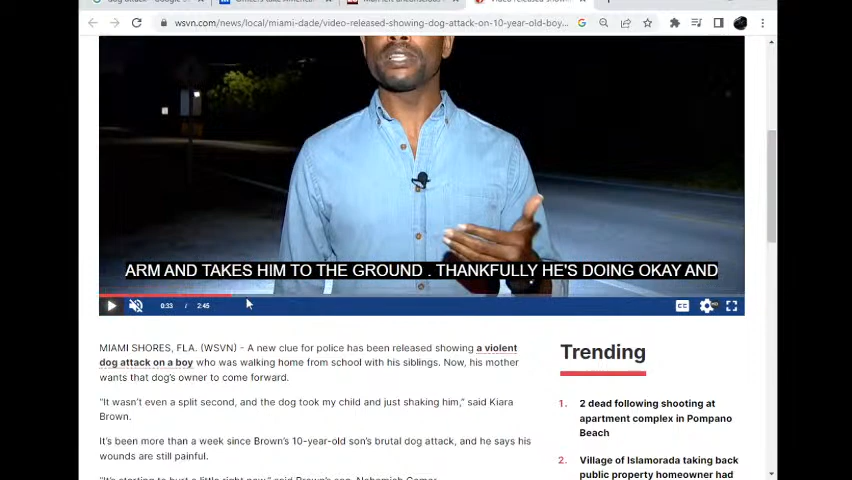 wsvn.com/news/local/miami-dade/video-released-showing-dog-attack-on-10-year-old-boy...
ARM AND TAKES HIM TO THE GROUND . THANKFULLY HE'S DOING OKAY AND
0:33 / 2:45
MIAMI SHORES, FLA. (WSVN) - A new clue for police has been released showing a violent
dog attack on a boy who was walking home from school with his siblings. Now, his mother
wants that dog's owner to come forward.
"It wasn't even a split second, and the dog took my child and just shaking him," said Kiara
Brown.
It's been more than a week since Brown's 10-year-old son's brutal dog attack, and he says his
wounds are still painful.
Trending
1. 2 dead following shooting at
apartment complex in Pompano
Beach
2. Village of Islamorada taking back
public property homeowner had